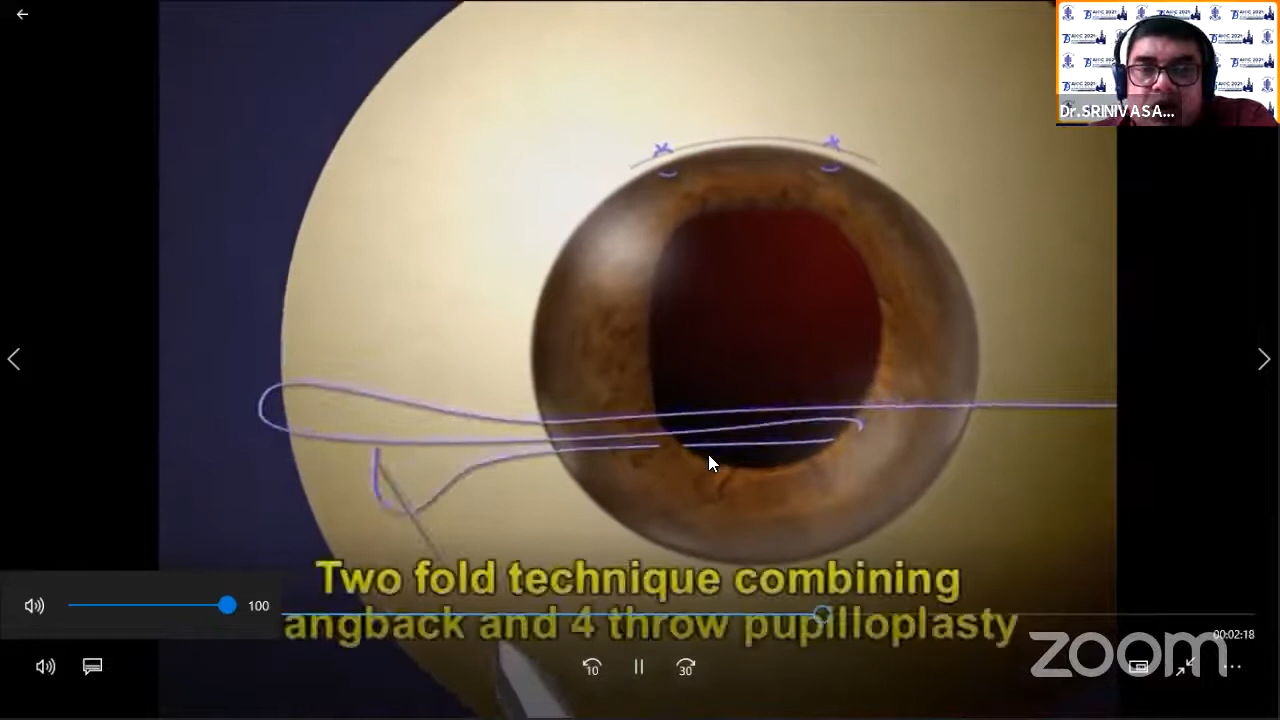 Dr.SRINIVASA...
Two fold technique combining
angback and 4 throw pupilloplasty
100
00:02:18
10
30
zoom